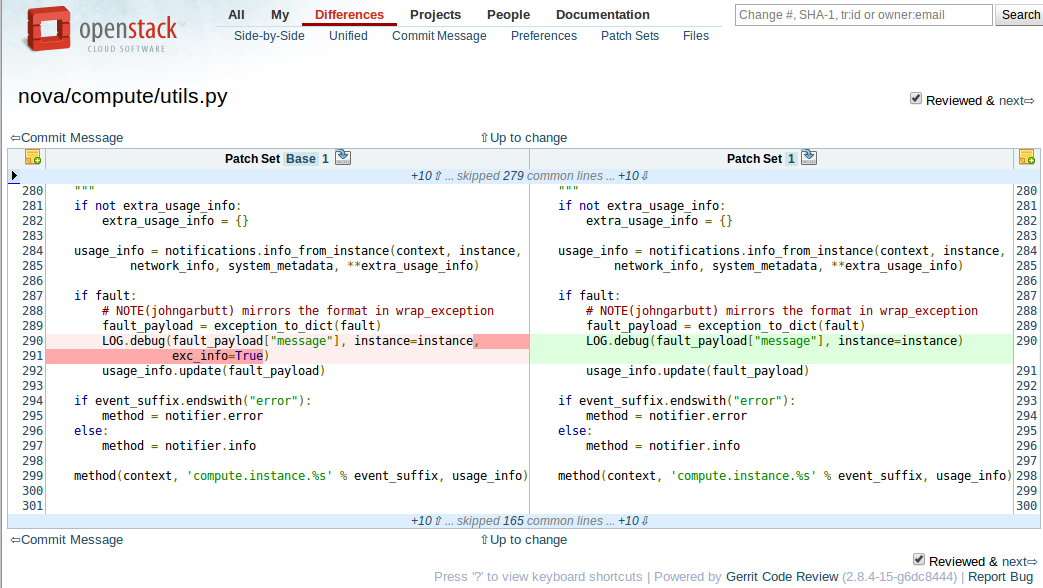 openstack
CLOUD SOFTWARE
All My Differences Projects People Documentation
Side-by-Side Unified Commit Message Preferences Patch Sets Files
Change #, SHA-1, tr:id or owner:email Search
nova/compute/utils.py
Reviewed & next⇨
⇦Commit Message ⇧Up to change
Patch Set Base 1 Patch Set 1
+10⇧ ... skipped 279 common lines ... +10⇩
280 """ """ 280
281 if not extra_usage_info: if not extra_usage_info: 281
282 extra_usage_info = {} extra_usage_info = {} 282
283 283
284 usage_info = notifications.info_from_instance(context, instance, usage_info = notifications.info_from_instance(context, instance, 284
285 network_info, system_metadata, **extra_usage_info) network_info, system_metadata, **extra_usage_info) 285
286 286
287 if fault: if fault: 287
288 # NOTE(johngarbutt) mirrors the format in wrap_exception # NOTE(johngarbutt) mirrors the format in wrap_exception 288
289 fault_payload = exception_to_dict(fault) fault_payload = exception_to_dict(fault) 289
290 LOG.debug(fault_payload["message"], instance=instance, LOG.debug(fault_payload["message"], instance=instance) 290
291 exc_info=True)
292 usage_info.update(fault_payload) usage_info.update(fault_payload) 291
293 292
294 if event_suffix.endswith("error"): if event_suffix.endswith("error"): 293
295 method = notifier.error method = notifier.error 294
296 else: else: 295
297 method = notifier.info method = notifier.info 296
298 297
299 method(context, 'compute.instance.%s' % event_suffix, usage_info) method(context, 'compute.instance.%s' % event_suffix, usage_info) 298
300 299
301 300
+10⇧ ... skipped 165 common lines ... +10⇩
⇦Commit Message ⇧Up to change
Reviewed & next⇨
Press '?' to view keyboard shortcuts | Powered by Gerrit Code Review (2.8.4-15-g6dc8444) | Report Bug